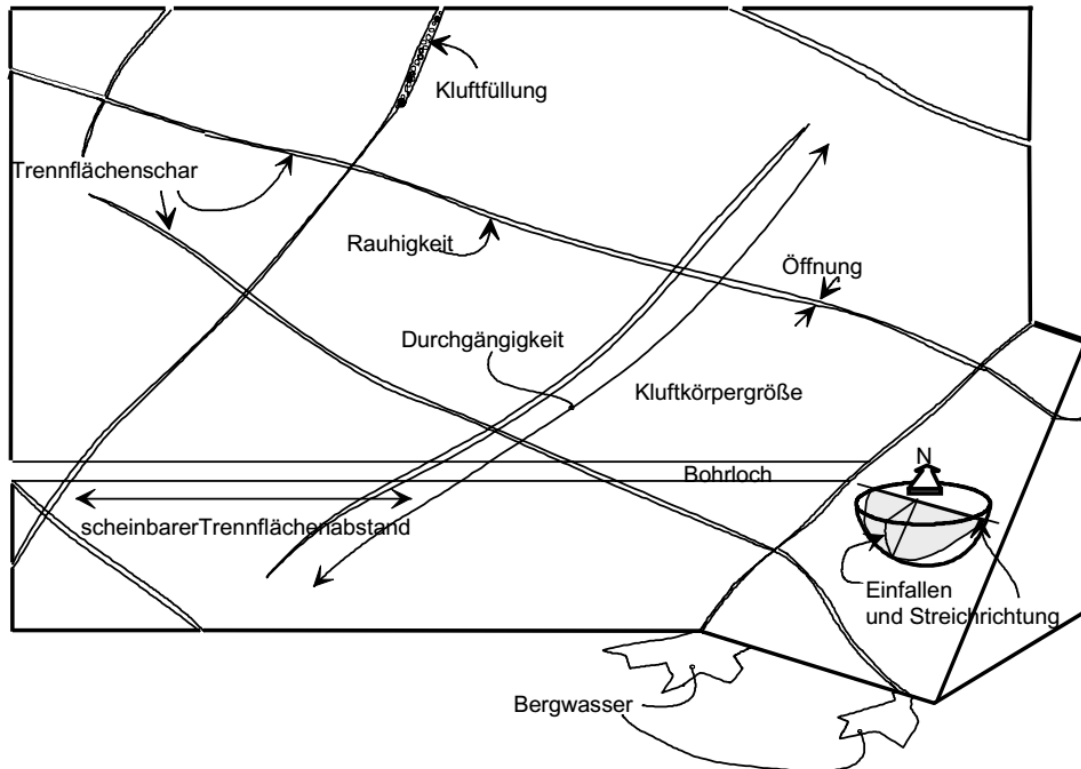 Kluftfüllung
Trennflächenschar
Rauhigkeit
Öffnung
Durchgängigkeit
Kluftkörpergröße
N
Bohrloch
scheinbarerTrennflächenabstand
Einfallen
und Streichrichtung
Bergwasser